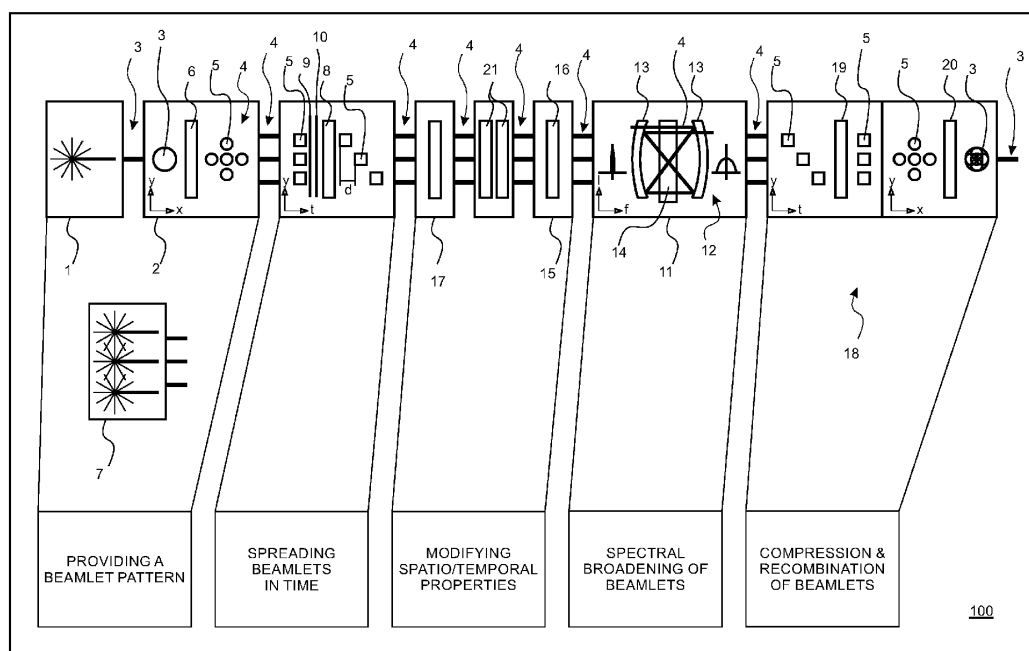 10
3
3
4
6
5
4
4
5
9
8
5
4
4
21
4
16
4
13
4
13
4
5
19
5
5
20
3
3
y
x
y
t
d
i
f
y
t
y
x
1
2
17
15
14
11
12
18
7
PROVIDING A
BEAMLET PATTERN
SPREADING
BEAMLETS
IN TIME
MODIFYING
SPATIO/TEMPORAL
PROPERTIES
SPECTRAL
BROADENING OF
BEAMLETS
COMPRESSION &
RECOMBINATION
OF BEAMLETS
100